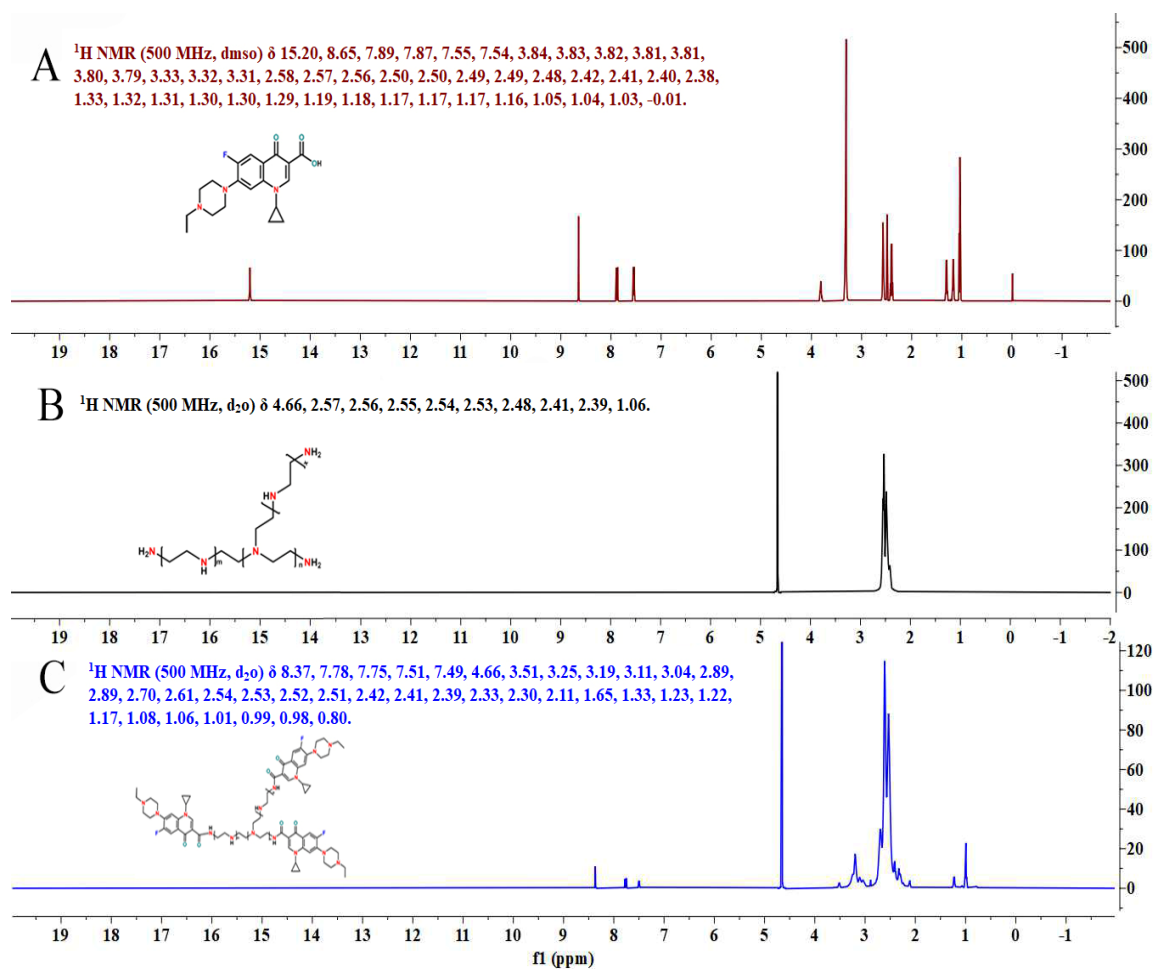 A
¹H NMR (500 MHz, dmso) δ 15.20, 8.65, 7.89, 7.87, 7.55, 7.54, 3.84, 3.83, 3.82, 3.81, 3.81,
3.80, 3.79, 3.33, 3.32, 3.31, 2.58, 2.57, 2.56, 2.50, 2.50, 2.49, 2.49, 2.48, 2.42, 2.41, 2.40, 2.38,
1.33, 1.32, 1.31, 1.30, 1.30, 1.29, 1.19, 1.18, 1.17, 1.17, 1.17, 1.16, 1.05, 1.04, 1.03, -0.01.
O O
F OH
N N
N
500
400
300
200
100
0
19 18 17 16 15 14 13 12 11 10 9 8 7 6 5 4 3 2 1 0 -1
B
¹H NMR (500 MHz, d₂o) δ 4.66, 2.57, 2.56, 2.55, 2.54, 2.53, 2.48, 2.41, 2.39, 1.06.
NH₂
HN
H₂N N H m N n NH₂
500
400
300
200
100
0
19 18 17 16 15 14 13 12 11 10 9 8 7 6 5 4 3 2 1 0 -1 -2
C
¹H NMR (500 MHz, d₂o) δ 8.37, 7.78, 7.75, 7.51, 7.49, 4.66, 3.51, 3.25, 3.19, 3.11, 3.04, 2.89,
2.89, 2.70, 2.61, 2.54, 2.53, 2.52, 2.51, 2.42, 2.41, 2.39, 2.33, 2.30, 2.11, 1.65, 1.33, 1.23, 1.22,
1.17, 1.08, 1.06, 1.01, 0.99, 0.98, 0.80.
120
100
80
60
40
20
0
19 18 17 16 15 14 13 12 11 10 9 8 7 6 5 4 3 2 1 0 -1
f1 (ppm)